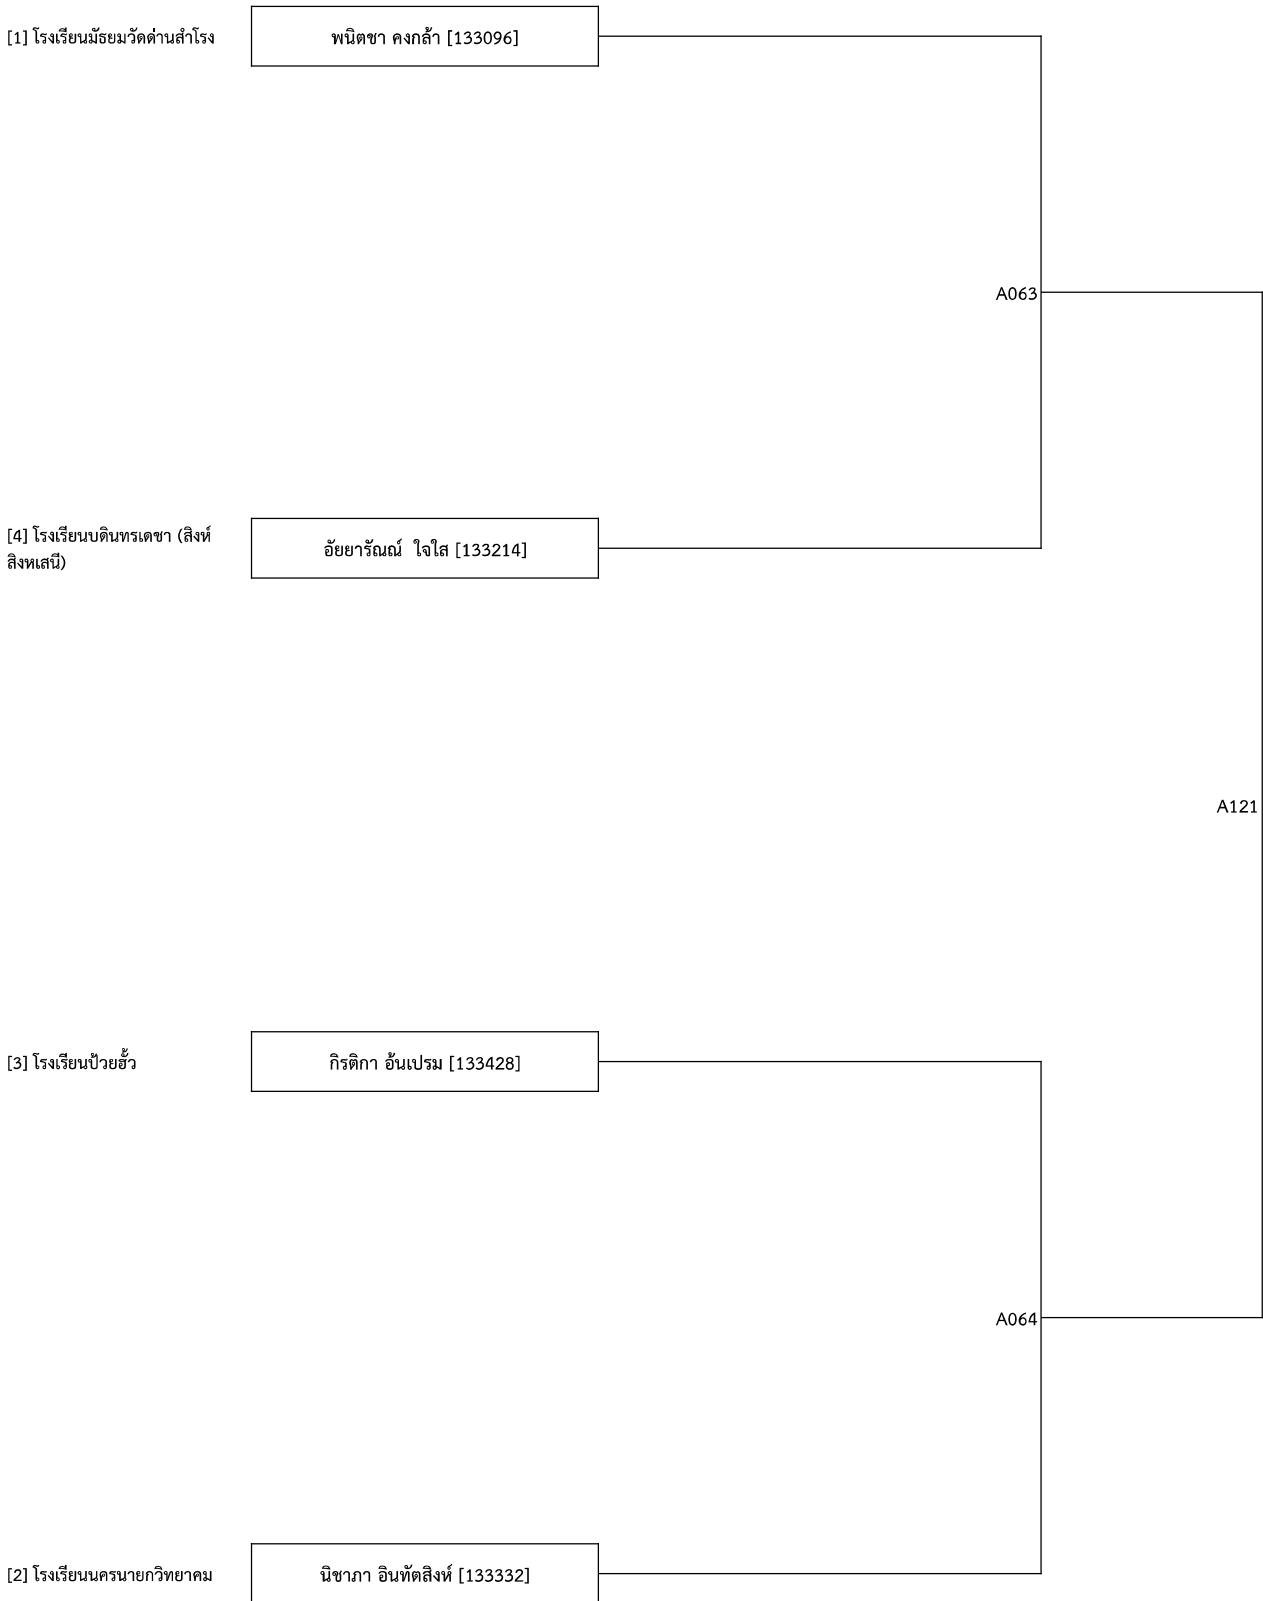 [1] โรงเรียนมัธยมวัดด่านสำโรง
พนิตชา คงกล้า [133096]
A063
[4] โรงเรียนบดินทรเดชา (สิงห์
สิงหเสนี)
อัยยารัณณ์  ใจใส [133214]
A121
[3] โรงเรียนป้วยฮั้ว
กิรติกา อ้นเปรม [133428]
A064
[2] โรงเรียนนครนายกวิทยาคม
นิชาภา อินทัตสิงห์ [133332]